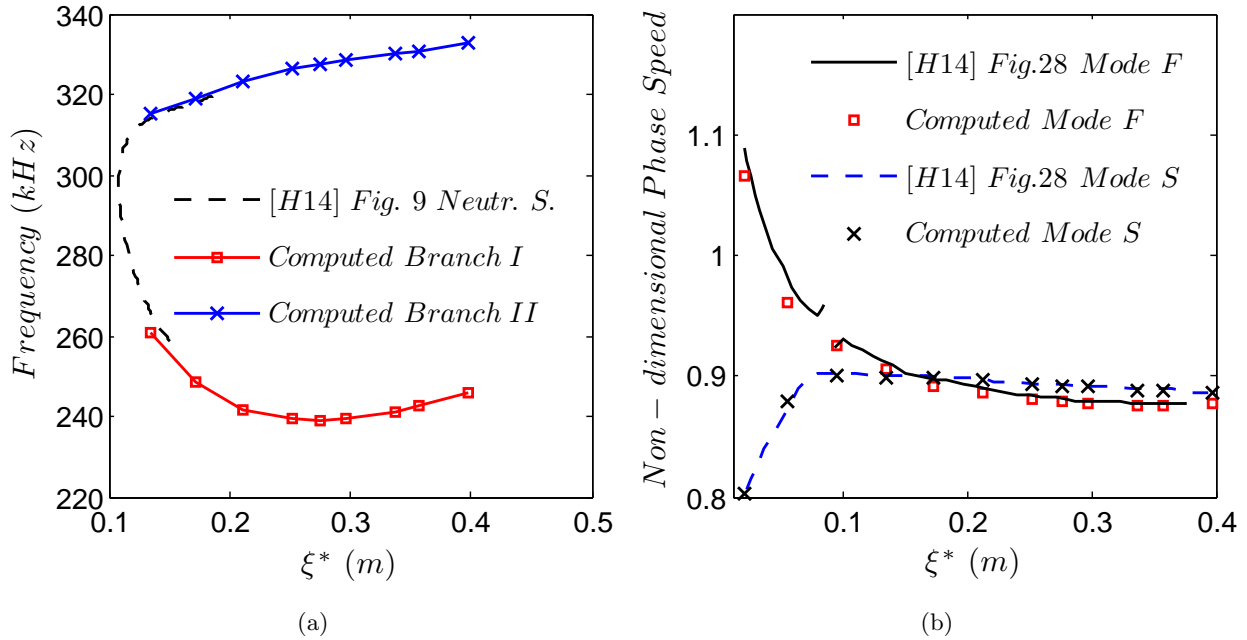 340
320
300
280
260
240
220
Frequency (kHz)
[H14] Fig. 9 Neutr. S.
Computed Branch I
Computed Branch II
0.1 0.2 0.3 0.4 0.5
ξ* (m)
(a)
Non − dimensional Phase Speed
1.1
1
0.9
0.8
[H14] Fig.28 Mode F
Computed Mode F
[H14] Fig.28 Mode S
Computed Mode S
0.1 0.2 0.3 0.4
ξ* (m)
(b)